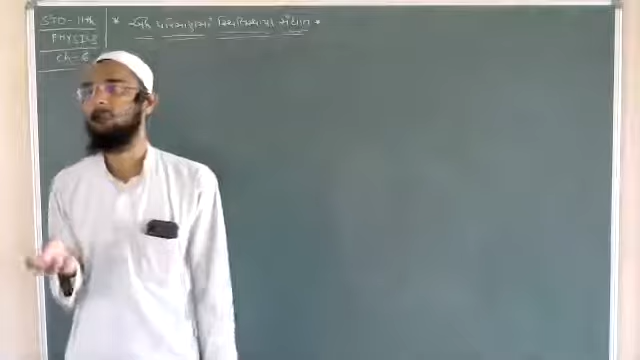 STD - 11th
PHYSICS
Ch - 6
* એક પરિમાણમાં સ્થિતિસ્થાપક સંઘાત *